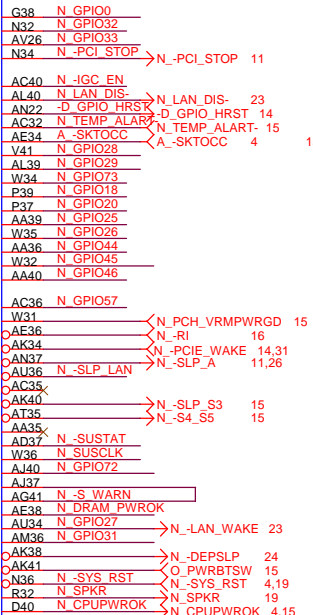 G38 N_GPIO0
N32 N_GPIO32
AV26 N_GPIO33
N34 N_-PCI_STOP N_-PCI_STOP 11
AC40 N_-IGC_EN
AL40 N_LAN_DIS- N_LAN_DIS- 23
AN22 -D_GPIO_HRST -D_GPIO_HRST 14
AC32 N_TEMP_ALART- N_TEMP_ALART- 15
AE34 A_-SKTOCC A_-SKTOCC 4 1
V41 N_GPIO28
AL39 N_GPIO29
W34 N_GPIO73
P39 N_GPIO18
P37 N_GPIO20
AA39 N_GPIO25
W35 N_GPIO26
AA36 N_GPIO44
W32 N_GPIO45
AA40 N_GPIO46
AC36 N_GPIO57
W31 N_PCH_VRMPWRGD 15
AE36 N_-RI 16
AK34 N_-PCIE_WAKE 14,31
AN37 N_-SLP_A 11,26
AU36 N_-SLP_LAN
AC35
AK40 N_-SLP_S3 15
AT35 N_-S4_S5 15
AA35
AD37 N_-SUSTAT
W36 N_SUSCLK
AJ40 N_GPIO72
AJ37
AG41 N_-S_WARN
AE38 N_DRAM_PWROK
AU34 N_GPIO27 N_-LAN_WAKE 23
AM36 N_GPIO31
AK38 N_-DEPSLP 24
AK41 O_PWRBTSW 15
N36 N_-SYS_RST N_-SYS_RST 4,19
R32 N_SPKR N_SPKR 19
D40 N_CPUPWROK N_CPUPWROK 4,15